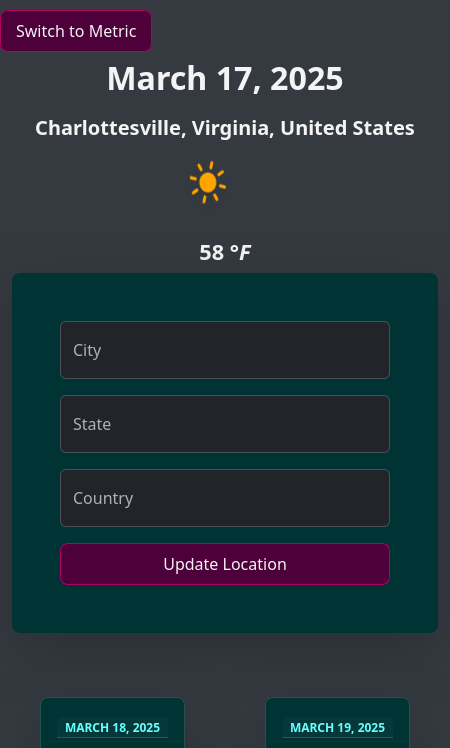 Switch to Metric
March 17, 2025
Charlottesville, Virginia, United States
58 °F
City
State
Country
Update Location
MARCH 18, 2025
MARCH 19, 2025